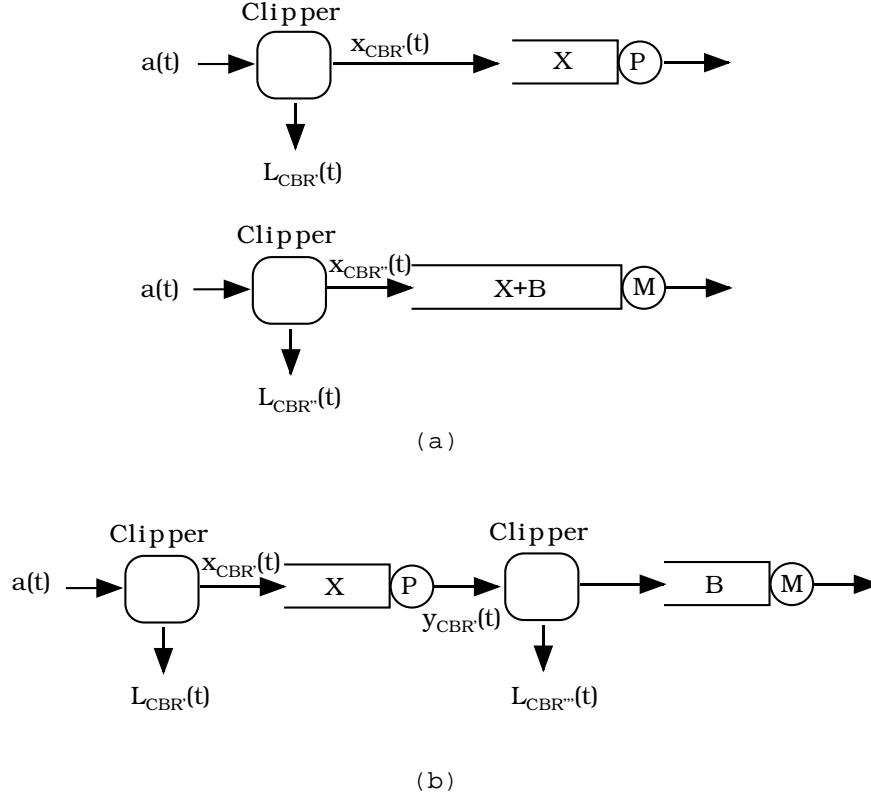 Clipper
a(t)
x_CBR'(t)
X
P
L_CBR'(t)
Clipper
a(t)
x_CBR''(t)
X+B
M
L_CBR''(t)
(a)
Clipper
Clipper
a(t)
x_CBR'(t)
X
P
y_CBR'(t)
B
M
L_CBR'(t)
L_CBR'''(t)
(b)